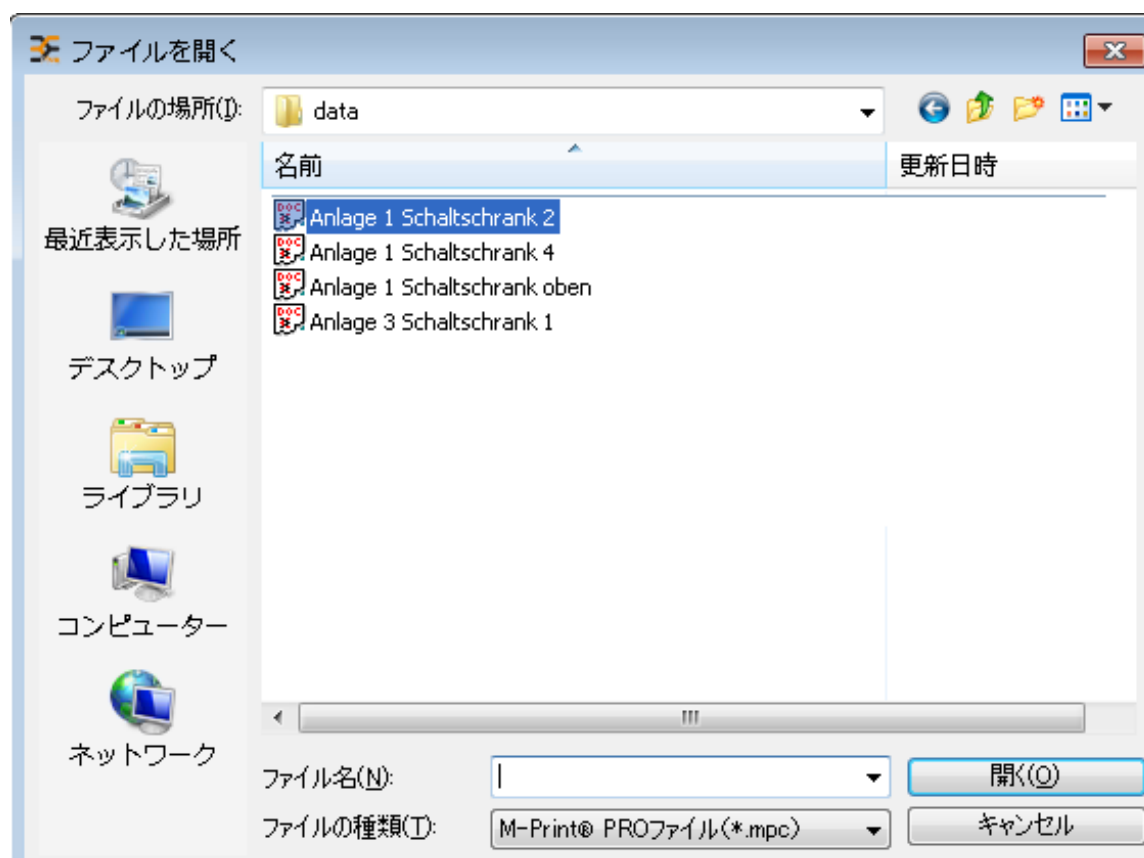 ファイルを開く
ファイルの場所(I): data
名前 更新日時
Anlage 1 Schaltschrank 2
Anlage 1 Schaltschrank 4
Anlage 1 Schaltschrank oben
Anlage 3 Schaltschrank 1
最近表示した場所
デスクトップ
ライブラリ
コンピューター
ネットワーク
ファイル名(N): 開く(O)
ファイルの種類(T): M-Print® PROファイル(*.mpc) キャンセル